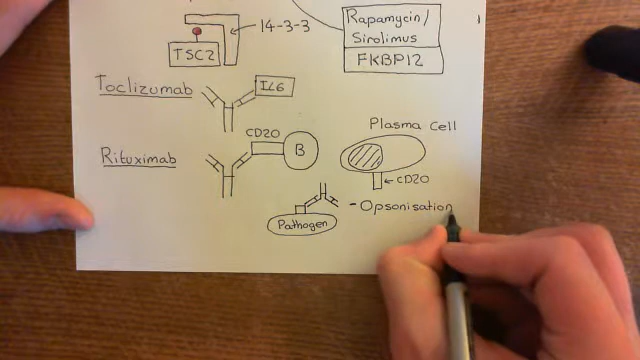 14-3-3
TSC2
Rapamycin/
Sirolimus
FKBP12
Toclizumab
IL6
CD20
B
Rituximab
Plasma Cell
CD20
Pathogen
- Opsonisation